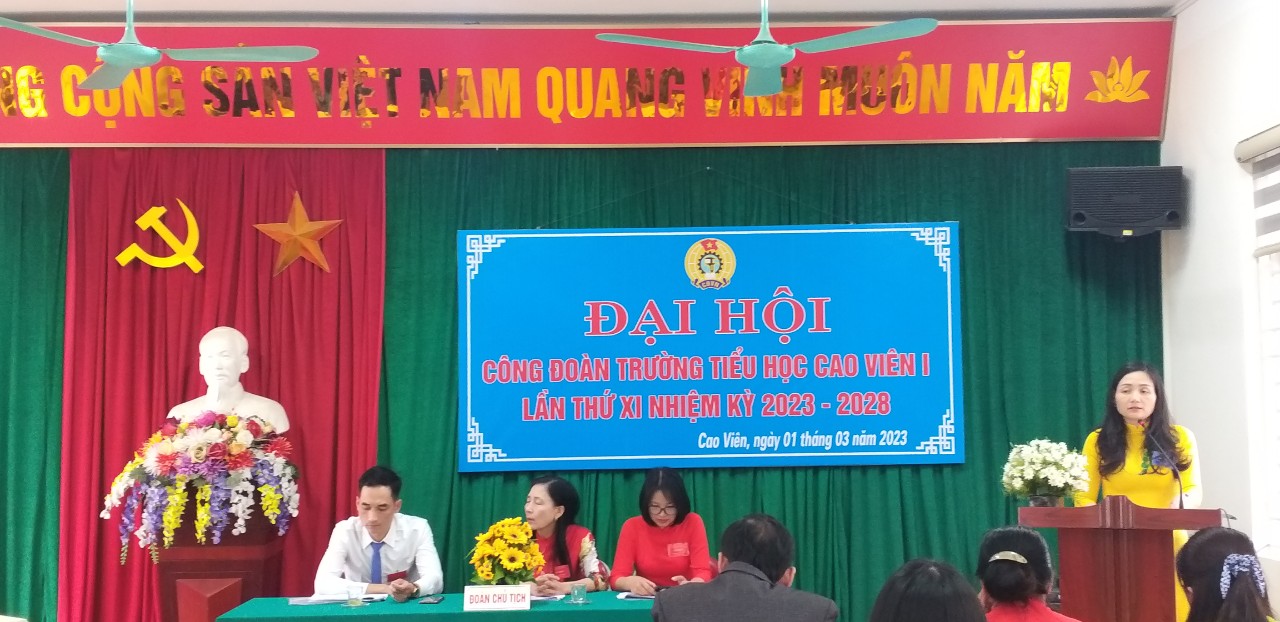 NG CỘNG SẢN VIỆT NAM QUANG VINH MUÔN NĂM
ĐẠI HỘI
CÔNG ĐOÀN TRƯỜNG TIỂU HỌC CAO VIÊN I
LẦN THỨ XI NHIỆM KỲ 2023 - 2028
Cao Viên, ngày 01 tháng 03 năm 2023
ĐOÀN CHỦ TỊCH